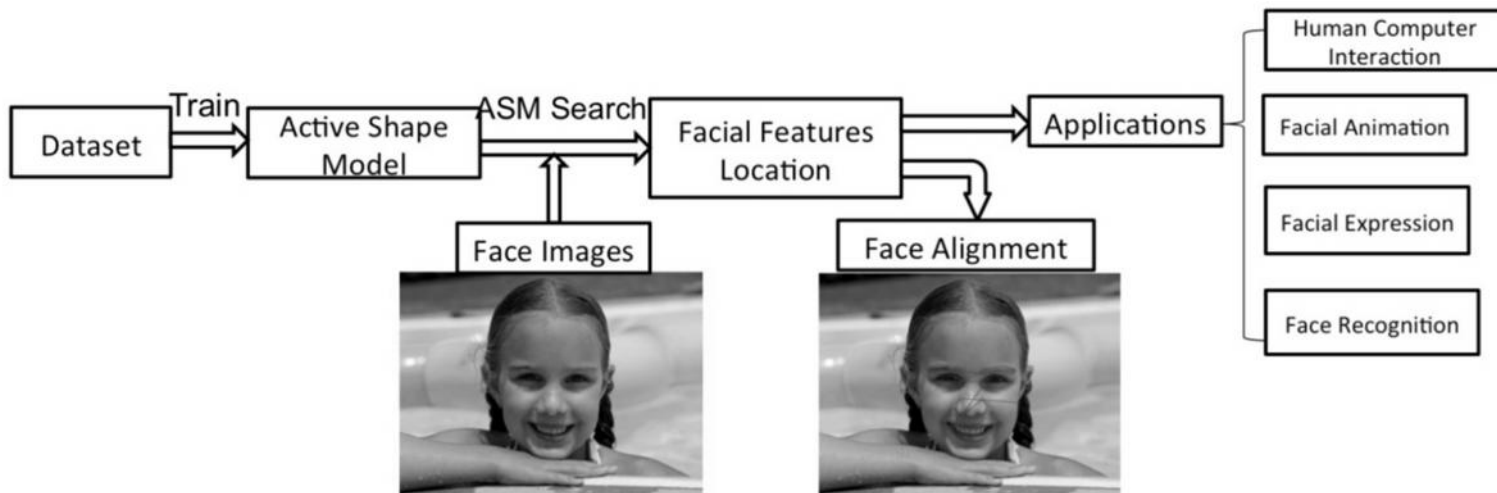 Dataset
Train
Active Shape
Model
ASM Search
Face Images
Facial Features
Location
Face Alignment
Applications
Human Computer
Interaction
Facial Animation
Facial Expression
Face Recognition